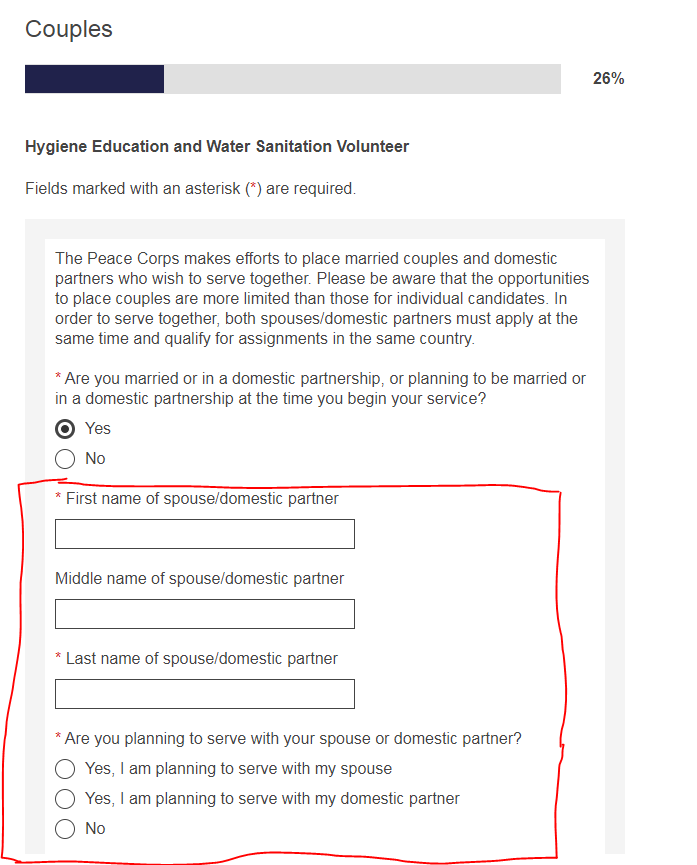 Couples
26%
Hygiene Education and Water Sanitation Volunteer
Fields marked with an asterisk (*) are required.
The Peace Corps makes efforts to place married couples and domestic
partners who wish to serve together. Please be aware that the opportunities
to place couples are more limited than those for individual candidates. In
order to serve together, both spouses/domestic partners must apply at the
same time and qualify for assignments in the same country.
* Are you married or in a domestic partnership, or planning to be married or
in a domestic partnership at the time you begin your service?
Yes
No
* First name of spouse/domestic partner
Middle name of spouse/domestic partner
* Last name of spouse/domestic partner
* Are you planning to serve with your spouse or domestic partner?
Yes, I am planning to serve with my spouse
Yes, I am planning to serve with my domestic partner
No